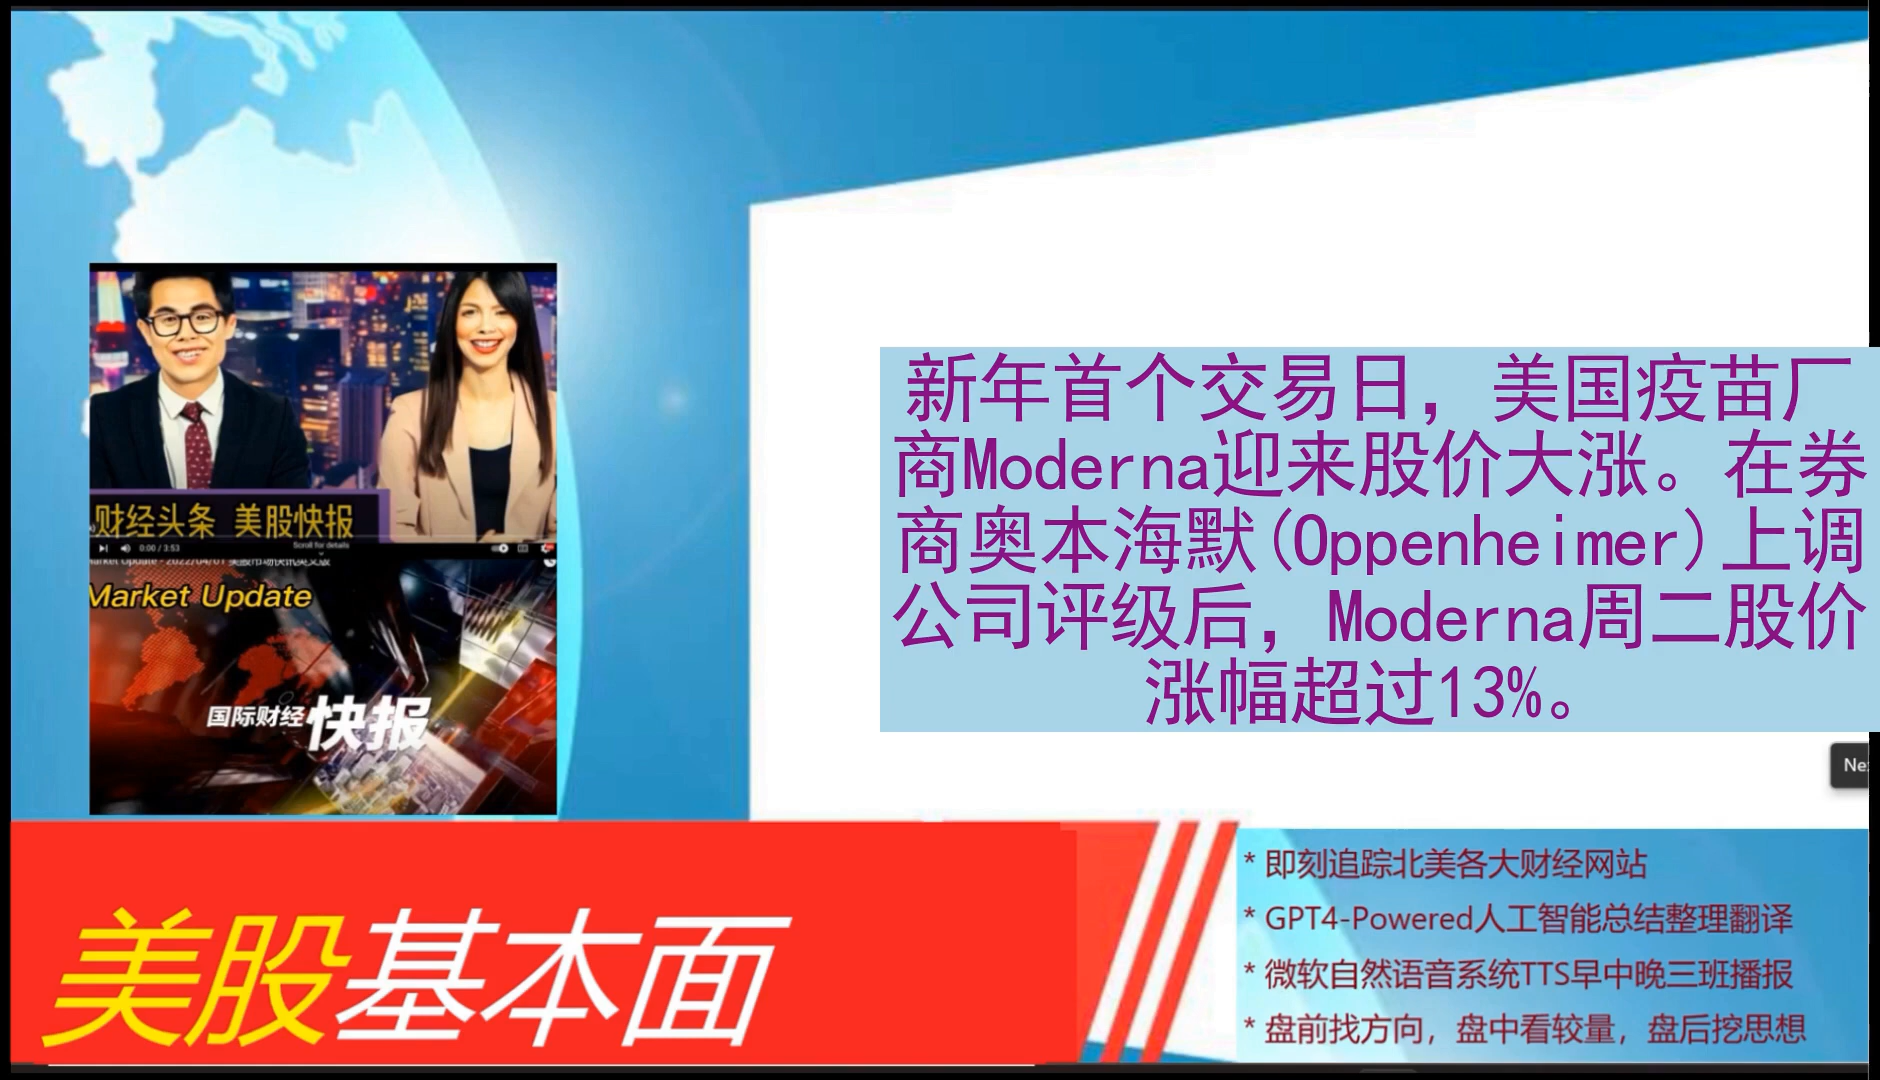 新年首个交易日，美国疫苗厂
商Moderna迎来股价大涨。在券
商奥本海默(Oppenheimer)上调
公司评级后，Moderna周二股价
涨幅超过13%。
财经头条 美股快报
0:00 / 3:53
Scroll for details
Market Update
国际财经快报
美股基本面
* 即刻追踪北美各大财经网站
* GPT4-Powered人工智能总结整理翻译
* 微软自然语音系统TTS早中晚三班播报
* 盘前找方向，盘中看较量，盘后挖思想